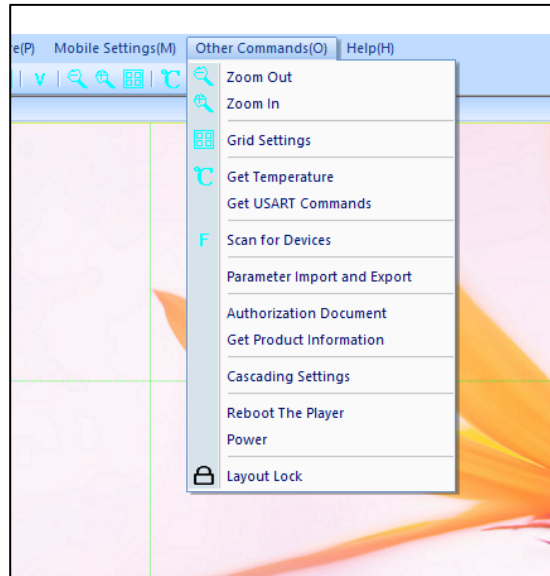 e(P) Mobile Settings(M) Other Commands(O) Help(H)
V ℃
Zoom Out
Zoom In
Grid Settings
℃ Get Temperature
Get USART Commands
F Scan for Devices
Parameter Import and Export
Authorization Document
Get Product Information
Cascading Settings
Reboot The Player
Power
Layout Lock